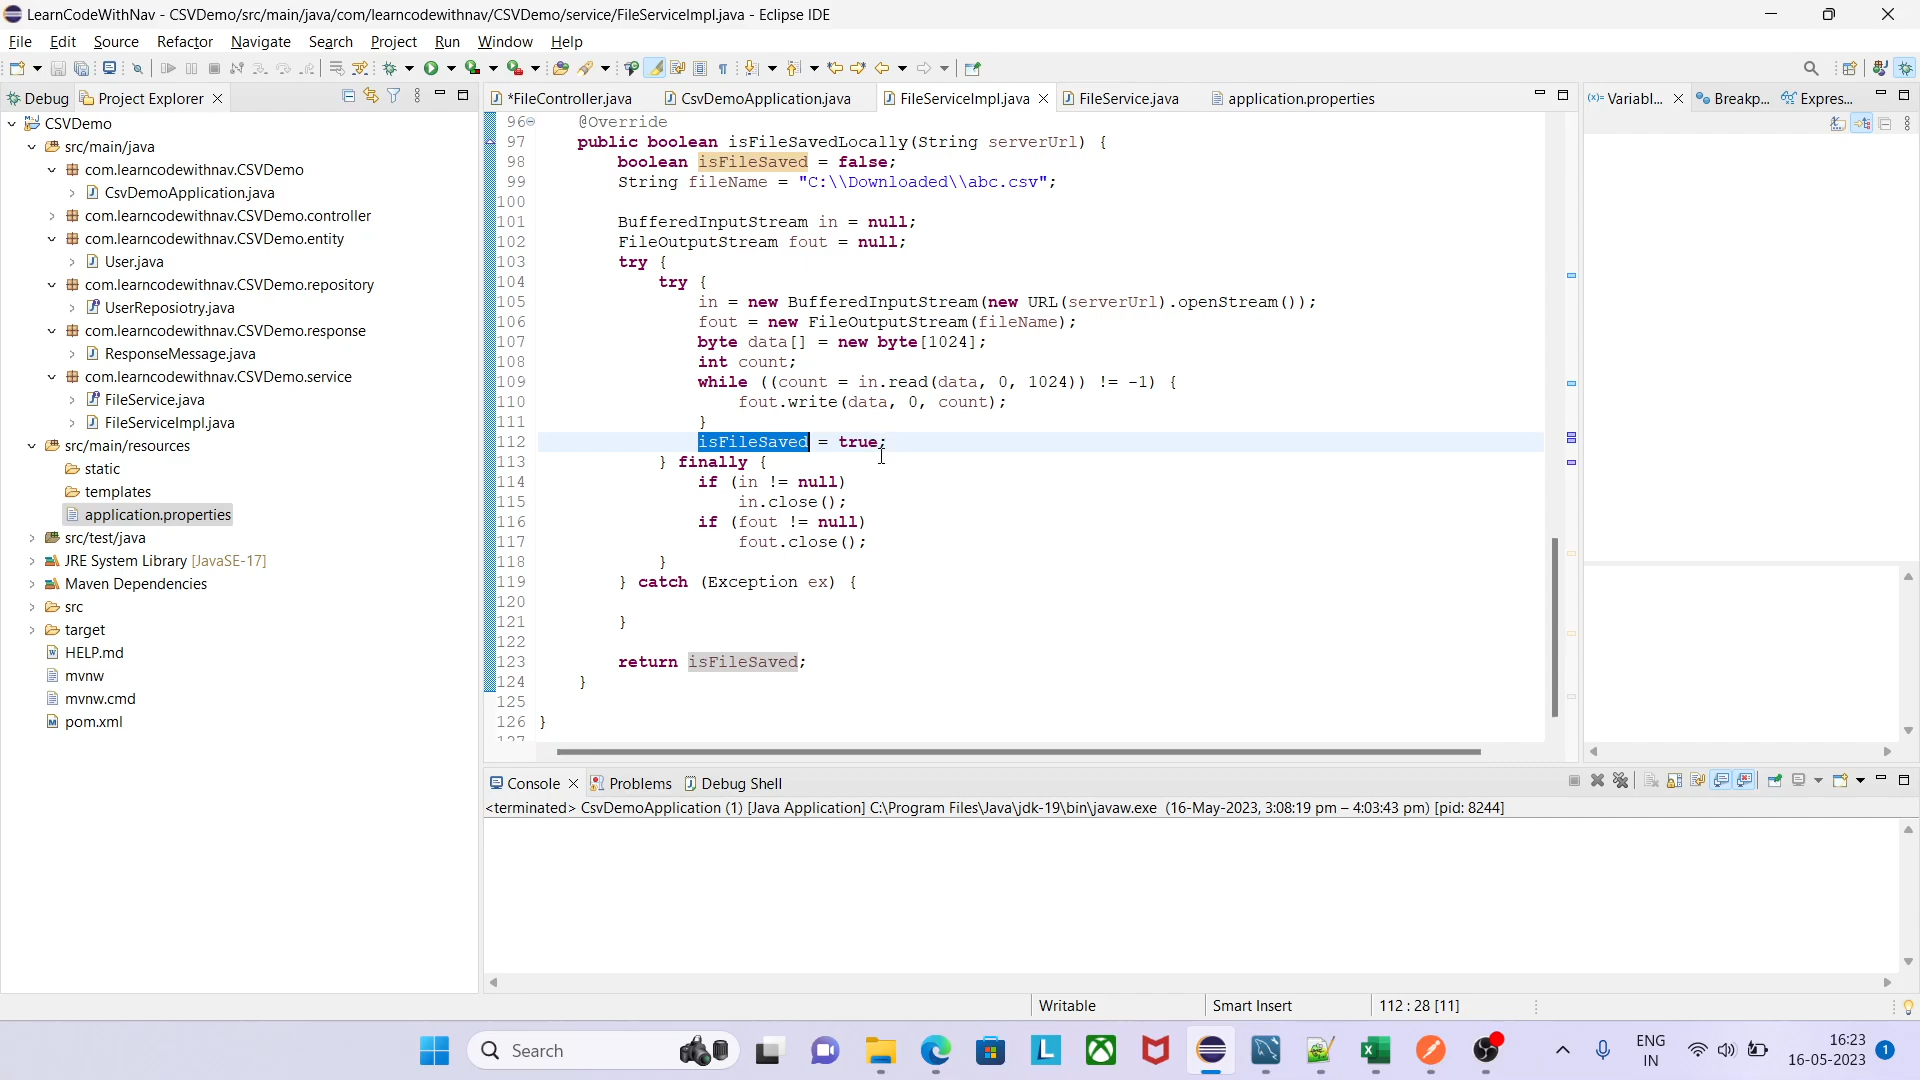 LearnCodeWithNav - CSVDemo/src/main/java/com/learncodewithnav/CSVDemo/service/FileServiceImpl.java - Eclipse IDE
File Edit Source Refactor Navigate Search Project Run Window Help
Debug Project Explorer
CSVDemo
src/main/java
com.learncodewithnav.CSVDemo
CsvDemoApplication.java
com.learncodewithnav.CSVDemo.controller
com.learncodewithnav.CSVDemo.entity
User.java
com.learncodewithnav.CSVDemo.repository
UserReposiotry.java
com.learncodewithnav.CSVDemo.response
ResponseMessage.java
com.learncodewithnav.CSVDemo.service
FileService.java
FileServiceImpl.java
src/main/resources
static
templates
application.properties
src/test/java
JRE System Library [JavaSE-17]
Maven Dependencies
src
target
HELP.md
mvnw
mvnw.cmd
pom.xml
*FileController.java CsvDemoApplication.java FileServiceImpl.java FileService.java application.properties
96 @Override
97 public boolean isFileSavedLocally(String serverUrl) {
98 boolean isFileSaved = false;
99 String fileName = "C:\\Downloaded\\abc.csv";
100
101 BufferedInputStream in = null;
102 FileOutputStream fout = null;
103 try {
104 try {
105 in = new BufferedInputStream(new URL(serverUrl).openStream());
106 fout = new FileOutputStream(fileName);
107 byte data[] = new byte[1024];
108 int count;
109 while ((count = in.read(data, 0, 1024)) != -1) {
110 fout.write(data, 0, count);
111 }
112 isFileSaved = true;
113 } finally {
114 if (in != null)
115 in.close();
116 if (fout != null)
117 fout.close();
118 }
119 } catch (Exception ex) {
120
121 }
122
123 return isFileSaved;
124 }
125
126 }
127
(x)= Variabl... Breakp... Expres...
Console Problems Debug Shell
<terminated> CsvDemoApplication (1) [Java Application] C:\Program Files\Java\jdk-19\bin\javaw.exe (16-May-2023, 3:08:19 pm – 4:03:43 pm) [pid: 8244]
Writable Smart Insert 112 : 28 [11]
Search
ENG
IN
16:23
16-05-2023
1